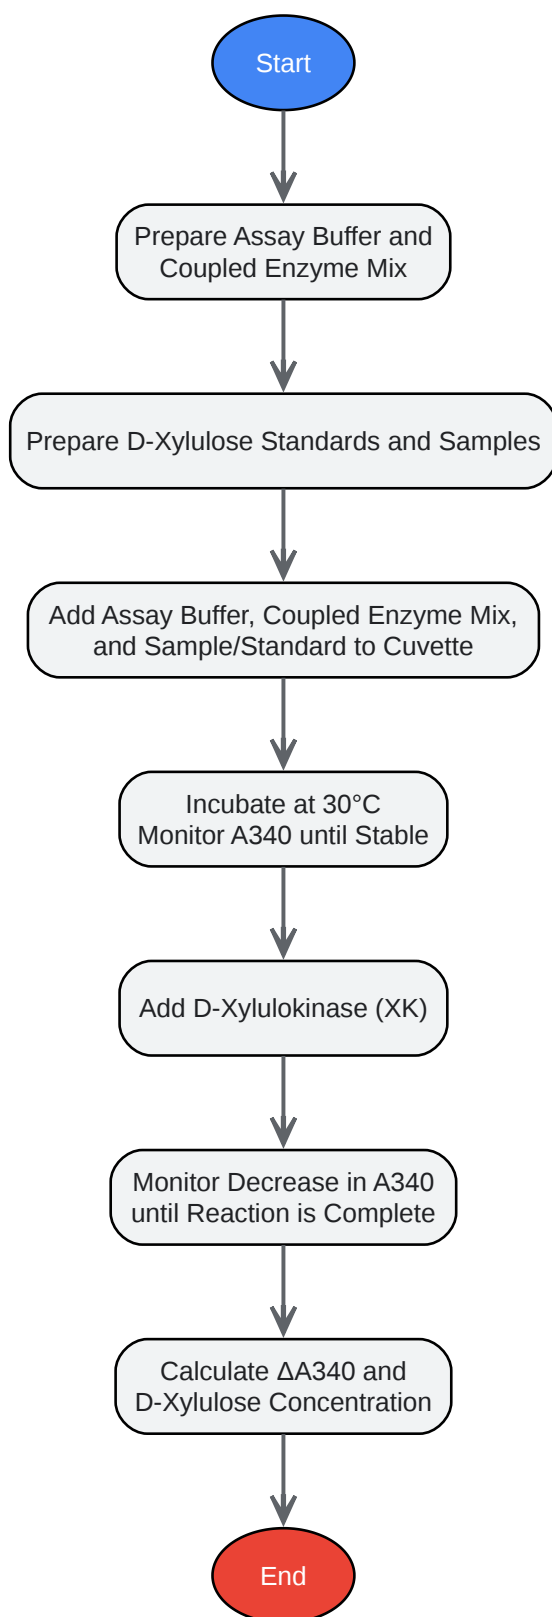 Start
Prepare Assay Buffer and
Coupled Enzyme Mix
Prepare D-Xylulose Standards and Samples
Add Assay Buffer, Coupled Enzyme Mix,
and Sample/Standard to Cuvette
Incubate at 30°C
Monitor A340 until Stable
Add D-Xylulokinase (XK)
Monitor Decrease in A340
until Reaction is Complete
Calculate ΔA340 and
D-Xylulose Concentration
End